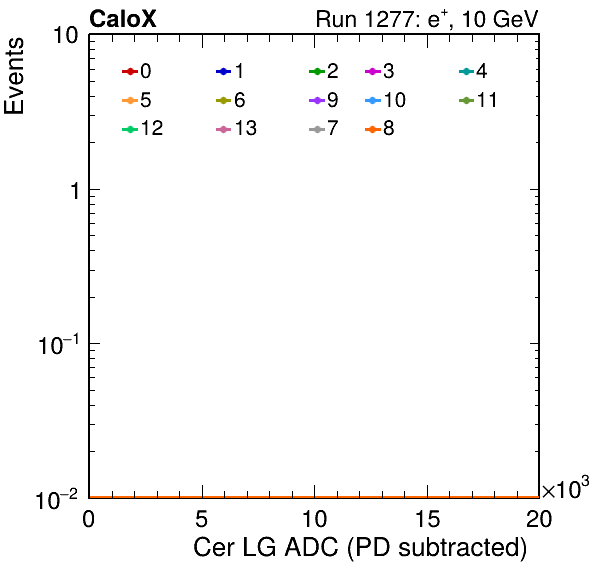 CaloX Run 1277: e⁺, 10 GeV
Events
10
1
10⁻¹
10⁻²
0 1 2 3 4
5 6 9 10 11
12 13 7 8
0 5 10 15 20
×10³
Cer LG ADC (PD subtracted)